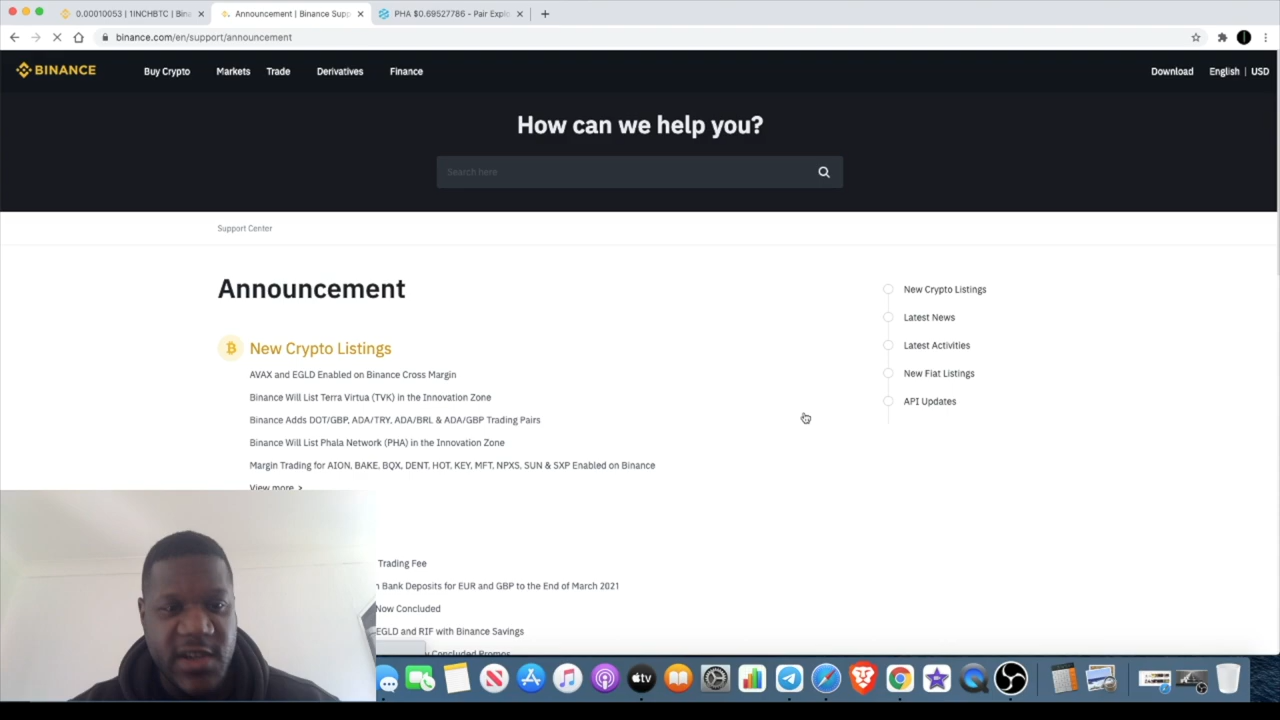 0.00010053 | 1INCHBTC | Bina
Announcement | Binance Supp
PHA $0.69527786 - Pair Explo
binance.com/en/support/announcement
BINANCE
Buy Crypto
Markets
Trade
Derivatives
Finance
Download
English | USD
How can we help you?
Search here
Support Center
Announcement
New Crypto Listings
AVAX and EGLD Enabled on Binance Cross Margin
Binance Will List Terra Virtua (TVK) in the Innovation Zone
Binance Adds DOT/GBP, ADA/TRY, ADA/BRL & ADA/GBP Trading Pairs
Binance Will List Phala Network (PHA) in the Innovation Zone
Margin Trading for AION, BAKE, BQX, DENT, HOT, KEY, MFT, NPXS, SUN & SXP Enabled on Binance
View more >
New Crypto Listings
Latest News
Latest Activities
New Fiat Listings
API Updates
Trading Fee
Bank Deposits for EUR and GBP to the End of March 2021
Now Concluded
EGLD and RIF with Binance Savings
y Concluded Promos
tv